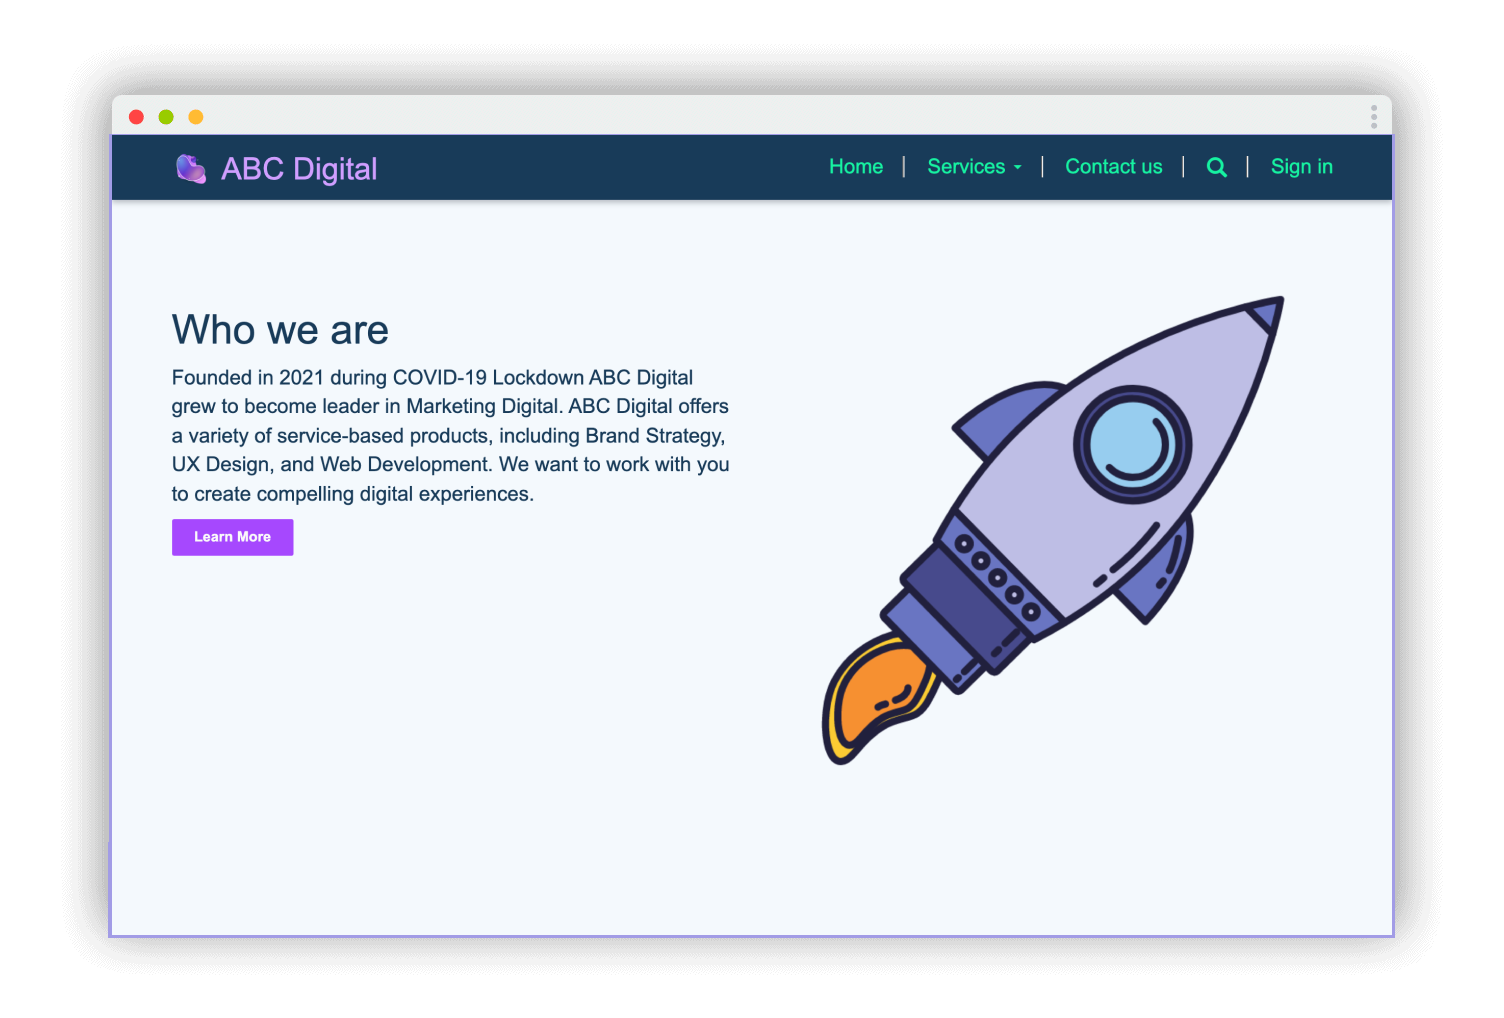 ABC Digital
Home | Services | Contact us | | Sign in
Who we are
Founded in 2021 during COVID-19 Lockdown ABC Digital
grew to become leader in Marketing Digital. ABC Digital offers
a variety of service-based products, including Brand Strategy,
UX Design, and Web Development. We want to work with you
to create compelling digital experiences.
Learn More